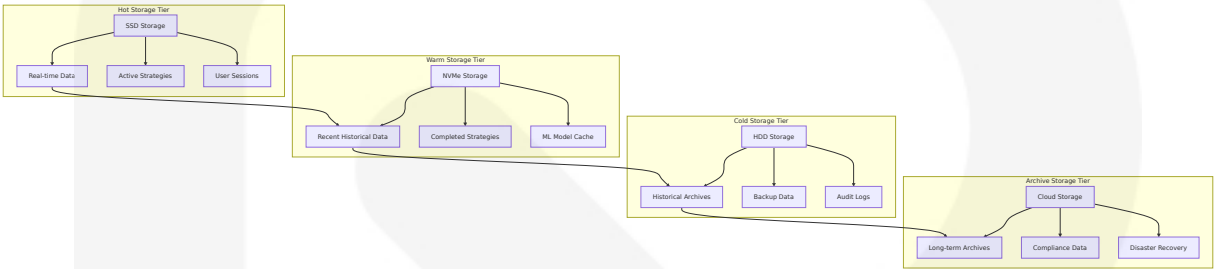 Hot Storage Tier
SSD Storage
Real-time Data
Active Strategies
User Sessions
Warm Storage Tier
NVMe Storage
Recent Historical Data
Completed Strategies
ML Model Cache
Cold Storage Tier
HDD Storage
Historical Archives
Backup Data
Audit Logs
Archive Storage Tier
Cloud Storage
Long-term Archives
Compliance Data
Disaster Recovery